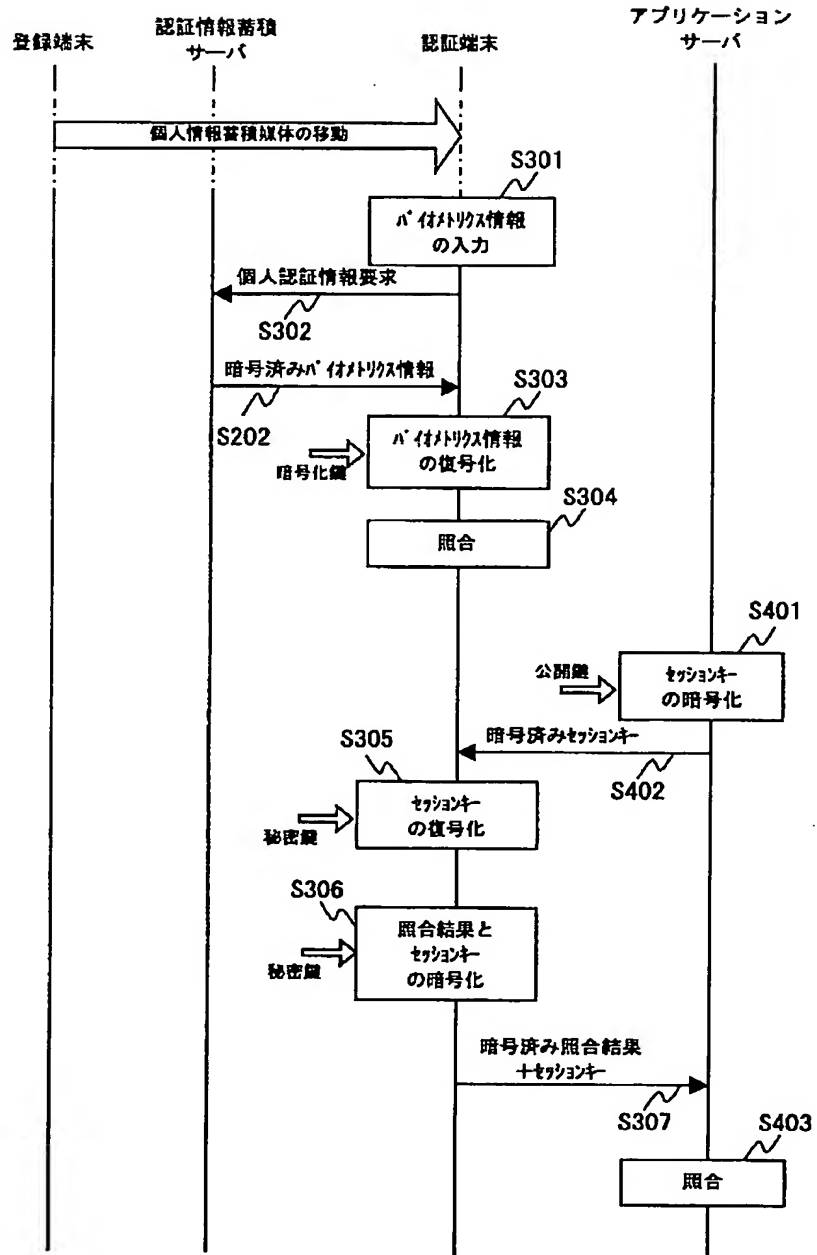 登録端末
認証情報蓄積
サーバ
認証端末
アプリケーション
サーバ
個人情報蓄積媒体の移動
S301
バイオメトリクス情報
の入力
個人認証情報要求
S302
暗号済みバイオメトリクス情報
S202
S303
バイオメトリクス情報
の復号化
暗号化鍵
S304
照合
S401
公開鍵
セッションキー
の暗号化
暗号済みセッションキー
S402
S305
セッションキー
の復号化
秘密鍵
S306
照合結果と
セッションキー
の暗号化
秘密鍵
暗号済み照合結果
＋セッションキー
S307
S403
照合